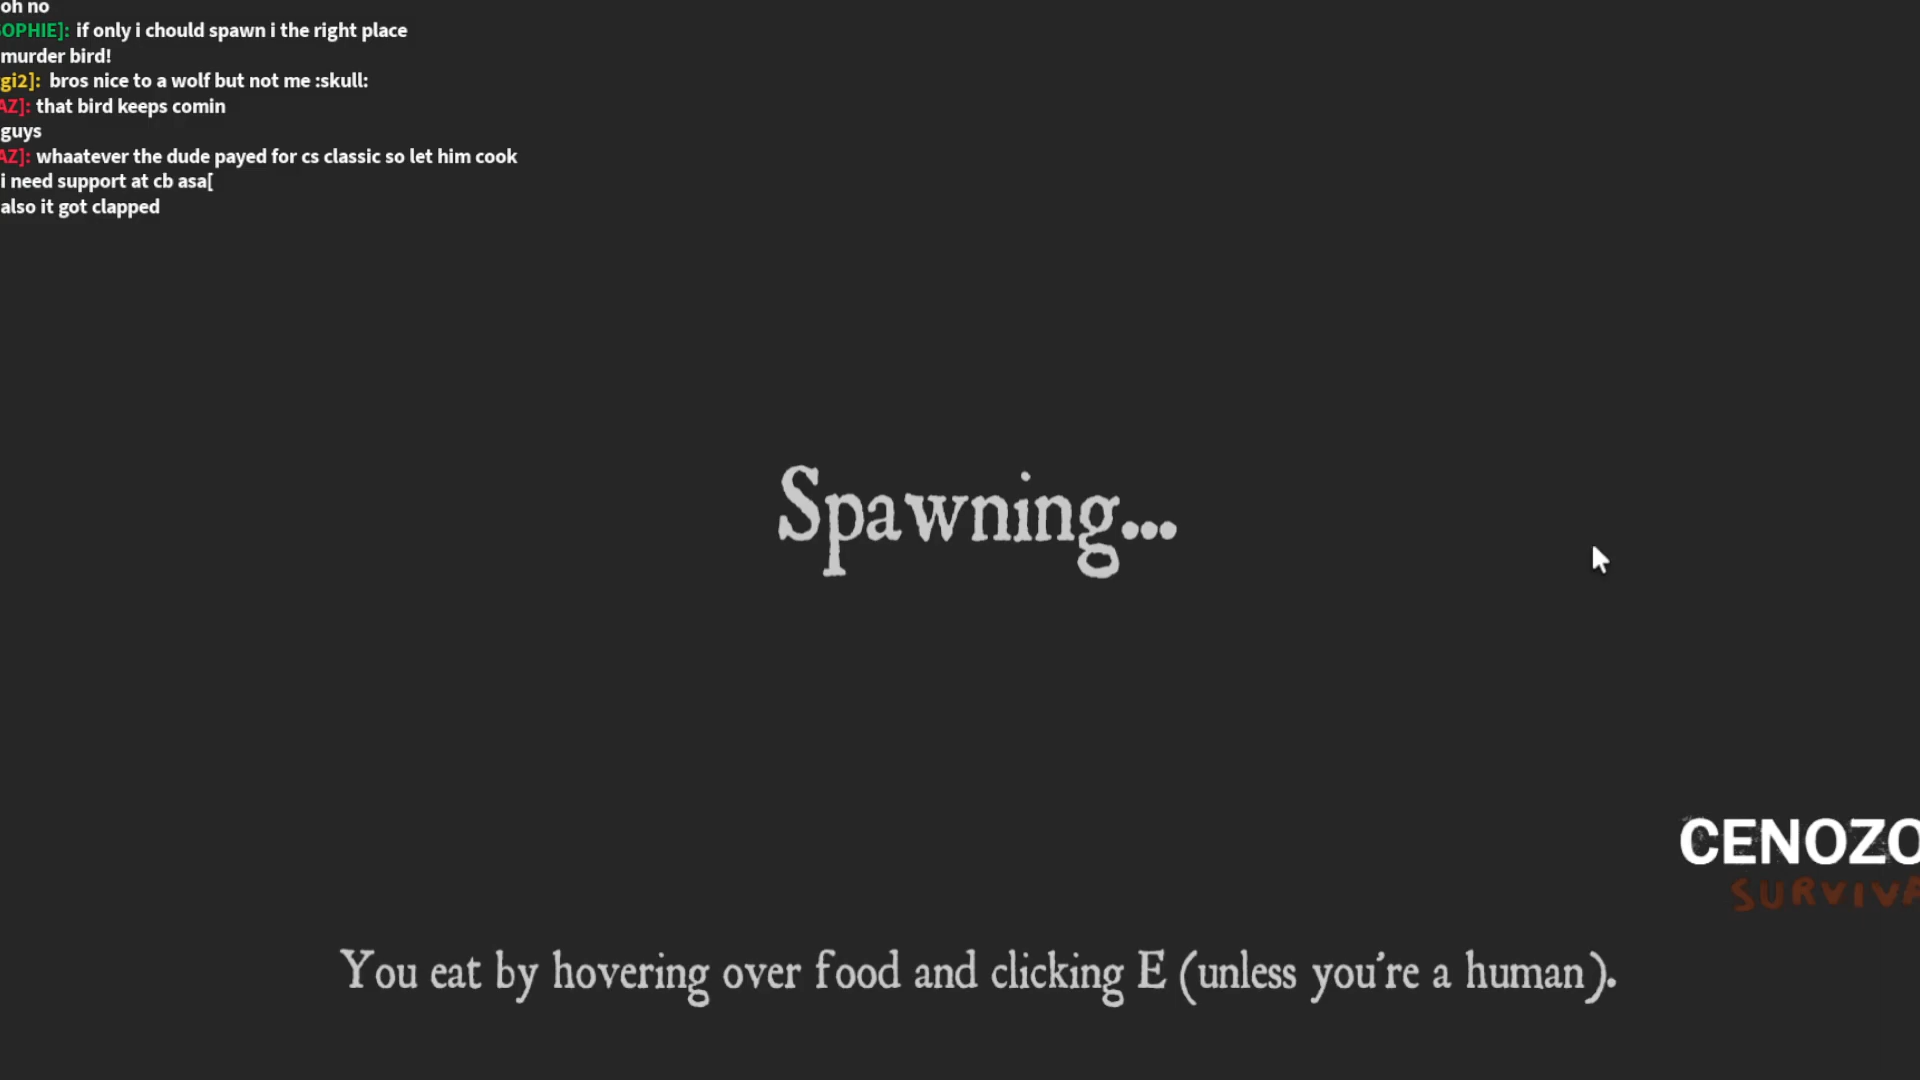 oh no
SOPHIE]: if only i chould spawn i the right place
murder bird!
gi2]: bros nice to a wolf but not me :skull:
AZ]: that bird keeps comin
guys
AZ]: whaatever the dude payed for cs classic so let him cook
i need support at cb asa[
also it got clapped
Spawning...
CENOZO
SURVIVA
You eat by hovering over food and clicking E (unless you're a human).